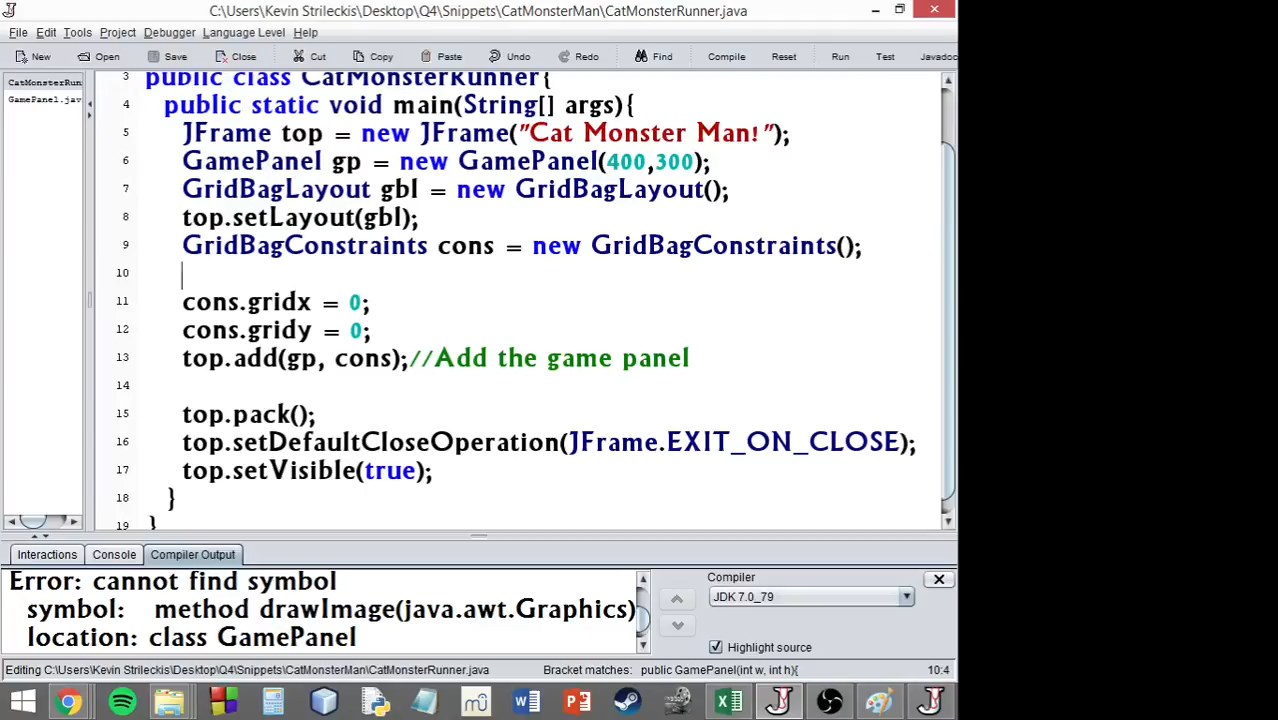 C:\Users\Kevin Strileckis\Desktop\Q4\Snippets\CatMonsterMan\CatMonsterRunner.java
File Edit Tools Project Debugger Language Level Help
New Open Save Close Cut Copy Paste Undo Redo Find Compile Reset Run Test Javadoc
CatMonsterRun
GamePanel.jav
3 public class CatMonsterRunner{
4 public static void main(String[] args){
5 JFrame top = new JFrame("Cat Monster Man!");
6 GamePanel gp = new GamePanel(400,300);
7 GridBagLayout gbl = new GridBagLayout();
8 top.setLayout(gbl);
9 GridBagConstraints cons = new GridBagConstraints();
10
11 cons.gridx = 0;
12 cons.gridy = 0;
13 top.add(gp, cons);//Add the game panel
14
15 top.pack();
16 top.setDefaultCloseOperation(JFrame.EXIT_ON_CLOSE);
17 top.setVisible(true);
18 }
19 }
Interactions Console Compiler Output
Error: cannot find symbol
symbol: method drawImage(java.awt.Graphics)
location: class GamePanel
Compiler
JDK 7.0_79
Highlight source
Editing C:\Users\Kevin Strileckis\Desktop\Q4\Snippets\CatMonsterMan\CatMonsterRunner.java Bracket matches: public GamePanel(int w, int h){ 10:4